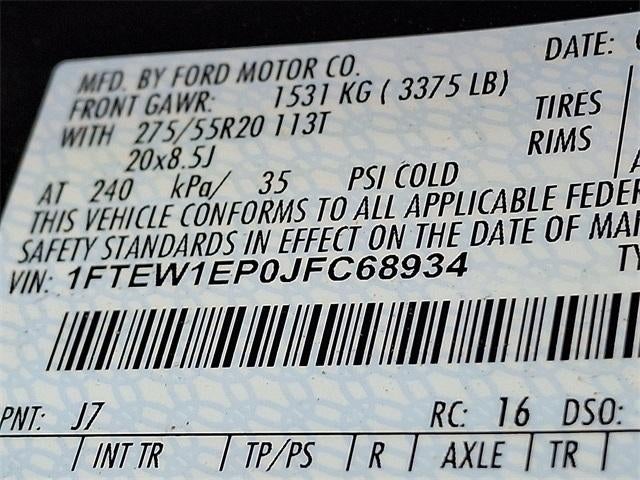 MFD. BY FORD MOTOR CO.
DATE:
FRONT GAWR: 1531 KG ( 3375 LB)
WITH 275/55R20 113T TIRES
20x8.5J RIMS
AT 240 kPa/ 35 PSI COLD
THIS VEHICLE CONFORMS TO ALL APPLICABLE
SAFETY STANDARDS IN EFFECT ON THE DATE OF
VIN: 1FTEW1EP0JFC68934
PNT: J7 RC: 16 DSO:
INT TR TP/PS R AXLE TR